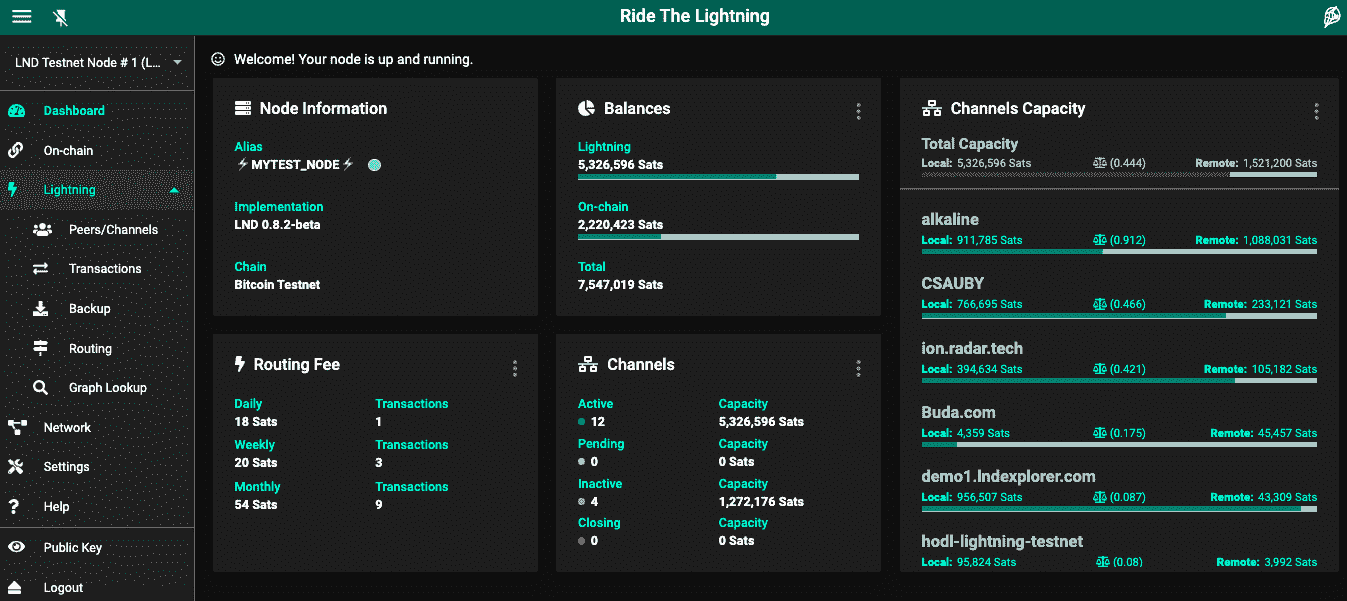 Ride The Lightning
LND Testnet Node # 1 (L...
Dashboard
On-chain
Lightning
Peers/Channels
Transactions
Backup
Routing
Graph Lookup
Network
Settings
Help
Public Key
Logout
Welcome! Your node is up and running.
Node Information
Alias
⚡MYTEST_NODE⚡
Implementation
LND 0.8.2-beta
Chain
Bitcoin Testnet
Balances
Lightning
5,326,596 Sats
On-chain
2,220,423 Sats
Total
7,547,019 Sats
Routing Fee
Daily Transactions
18 Sats 1
Weekly Transactions
20 Sats 3
Monthly Transactions
54 Sats 9
Channels
Active Capacity
12 5,326,596 Sats
Pending Capacity
0 0 Sats
Inactive Capacity
4 1,272,176 Sats
Closing Capacity
0 0 Sats
Channels Capacity
Total Capacity
Local: 5,326,596 Sats (0.444) Remote: 1,521,200 Sats
alkaline
Local: 911,785 Sats (0.912) Remote: 1,088,031 Sats
CSAUBY
Local: 766,695 Sats (0.466) Remote: 233,121 Sats
ion.radar.tech
Local: 394,634 Sats (0.421) Remote: 105,182 Sats
Buda.com
Local: 4,359 Sats (0.175) Remote: 45,457 Sats
demo1.lndexplorer.com
Local: 956,507 Sats (0.087) Remote: 43,309 Sats
hodl-lightning-testnet
Local: 95,824 Sats (0.08) Remote: 3,992 Sats